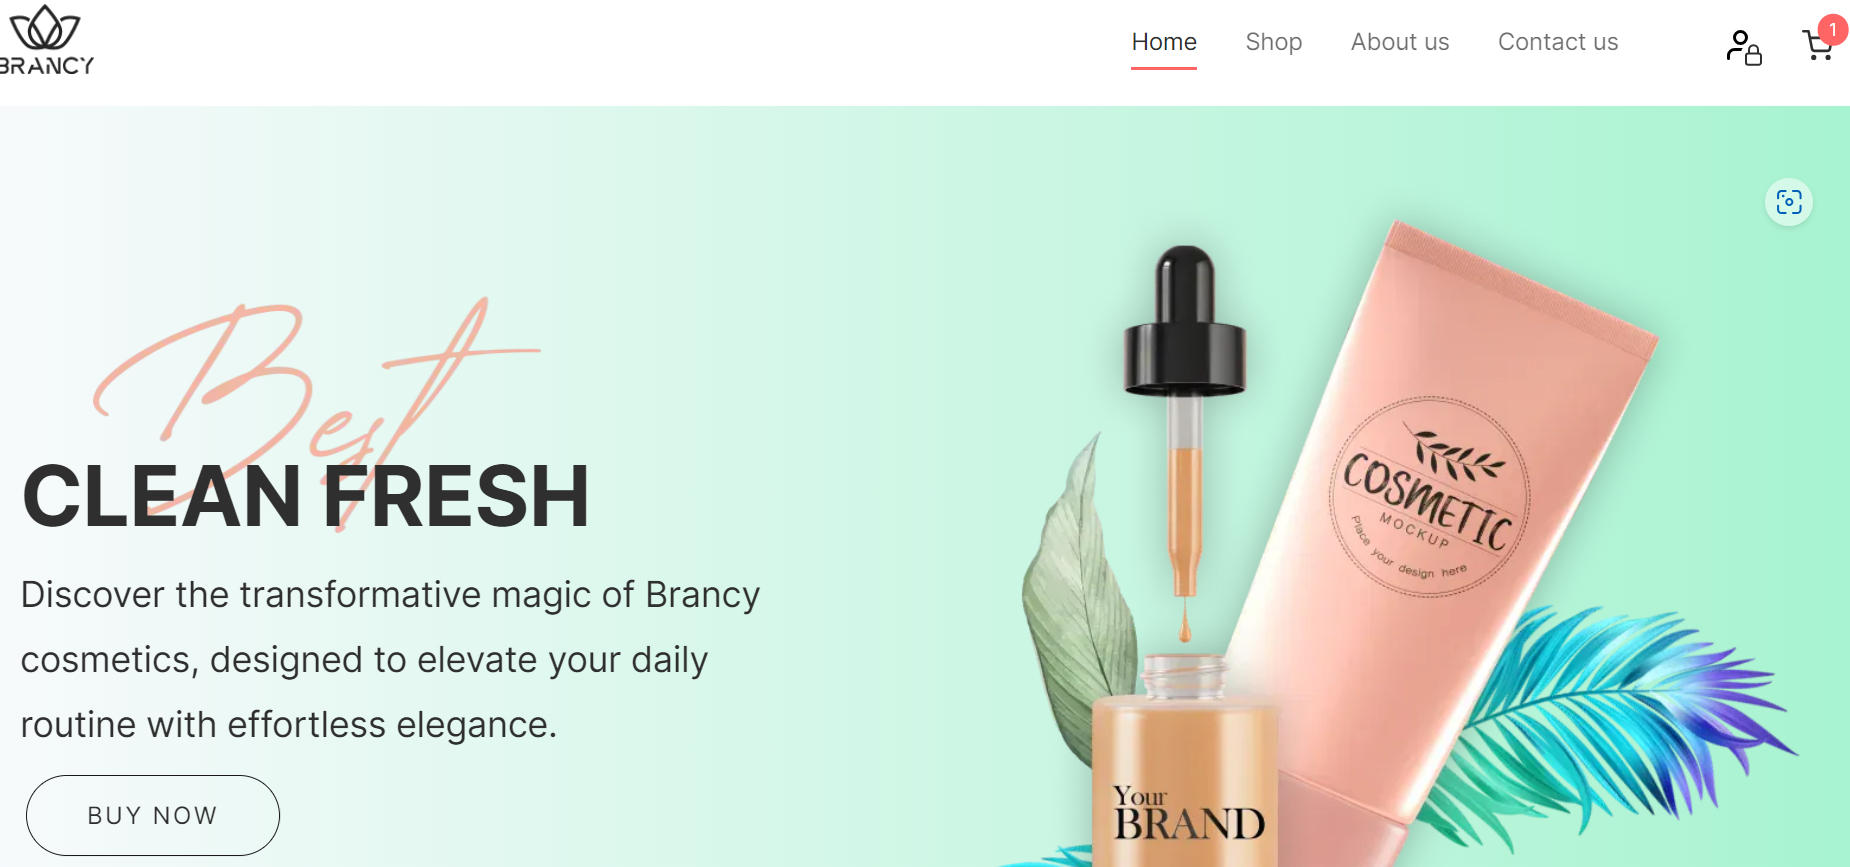 BRANCY
Home
Shop
About us
Contact us
1
Best
CLEAN FRESH
Discover the transformative magic of Brancy
cosmetics, designed to elevate your daily
routine with effortless elegance.
BUY NOW
COSMETIC
MOCKUP
Place your design here
Your
BRAND